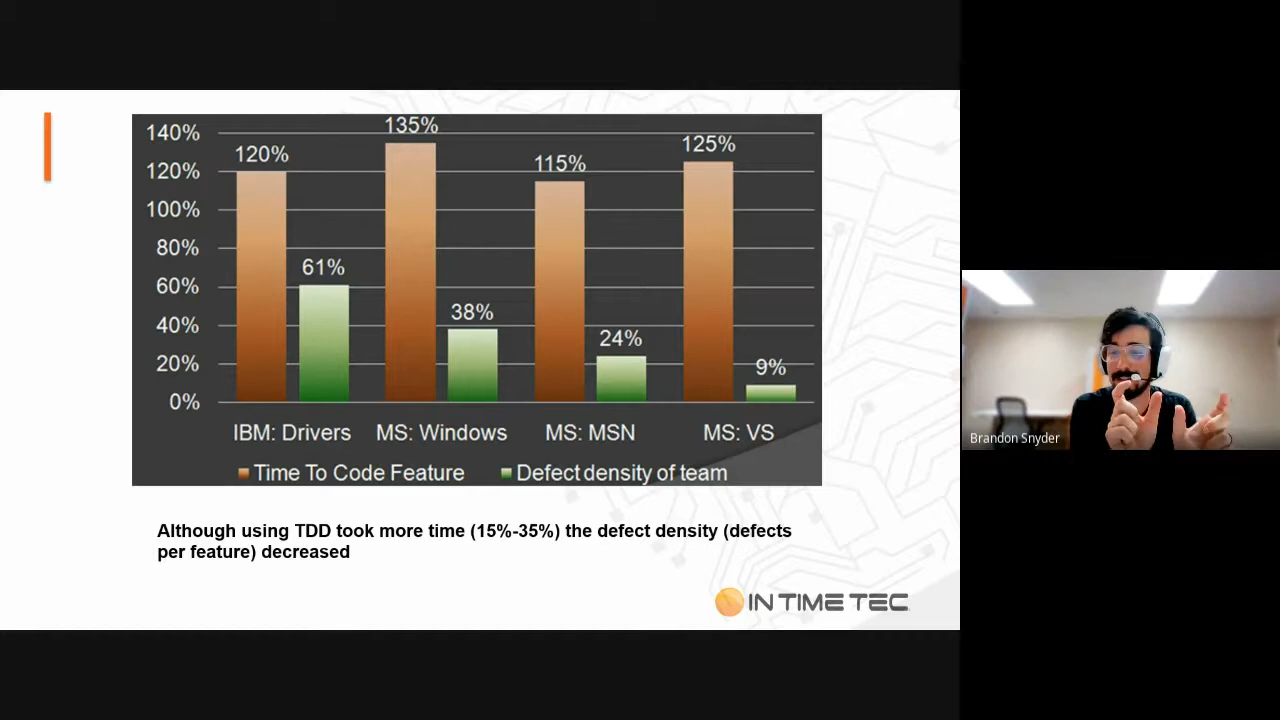 140%
120%
100%
80%
60%
40%
20%
0%
120%
61%
135%
38%
115%
24%
125%
9%
IBM: Drivers MS: Windows MS: MSN MS: VS
Time To Code Feature Defect density of team
Although using TDD took more time (15%-35%) the defect density (defects
per feature) decreased
IN TIME TEC
Brandon Snyder